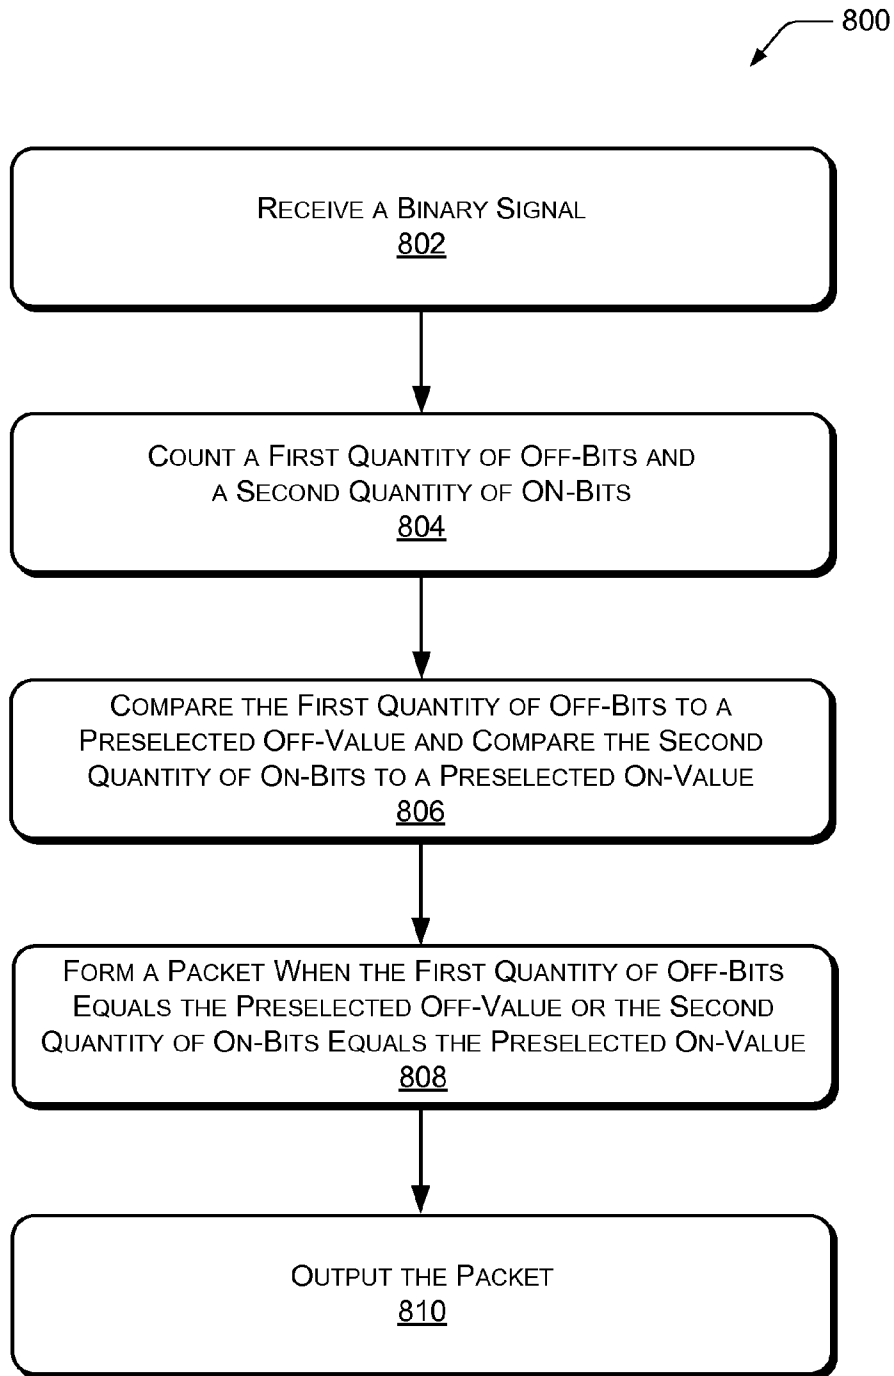 800
RECEIVE A BINARY SIGNAL
802
COUNT A FIRST QUANTITY OF OFF-BITS AND
A SECOND QUANTITY OF ON-BITS
804
COMPARE THE FIRST QUANTITY OF OFF-BITS TO A
PRESELECTED OFF-VALUE AND COMPARE THE SECOND
QUANTITY OF ON-BITS TO A PRESELECTED ON-VALUE
806
FORM A PACKET WHEN THE FIRST QUANTITY OF OFF-BITS
EQUALS THE PRESELECTED OFF-VALUE OR THE SECOND
QUANTITY OF ON-BITS EQUALS THE PRESELECTED ON-VALUE
808
OUTPUT THE PACKET
810